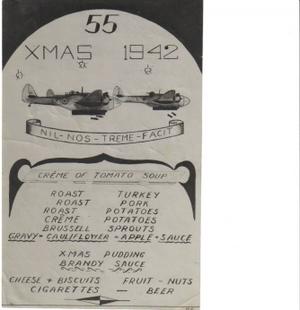 55
XMAS 1942
NIL-NOS-TREME-FACIT
CRÈME OF TOMATO SOUP
ROAST TURKEY
ROAST PORK
ROAST POTATOES
CRÈME POTATOES
BRUSSELL SPROUTS
GRAVY + CAULIFLOWER - APPLE + SAUCE
XMAS PUDDING
BRANDY SAUCE
CHEESE + BISCUITS FRUIT - NUTS
CIGARETTES — BEER